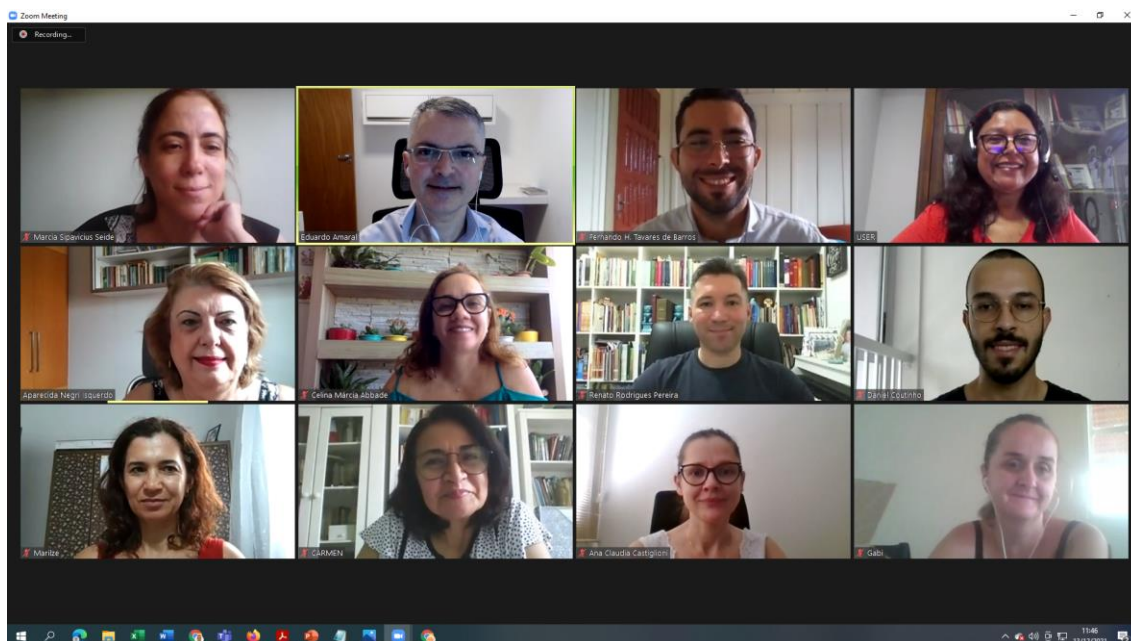 Zoom Meeting
Recording...
Marcia Sipavicius Seide
Eduardo Amaral
Fernando H. Tavares de Barros
USER
Aparecida Negri Isquerdo
Celina Márcia Abbade
Renato Rodrigues Pereira
Daniel Coutinho
Marilze
CARMEN
Ana Claudia Castiglioni
Gabi
11:46